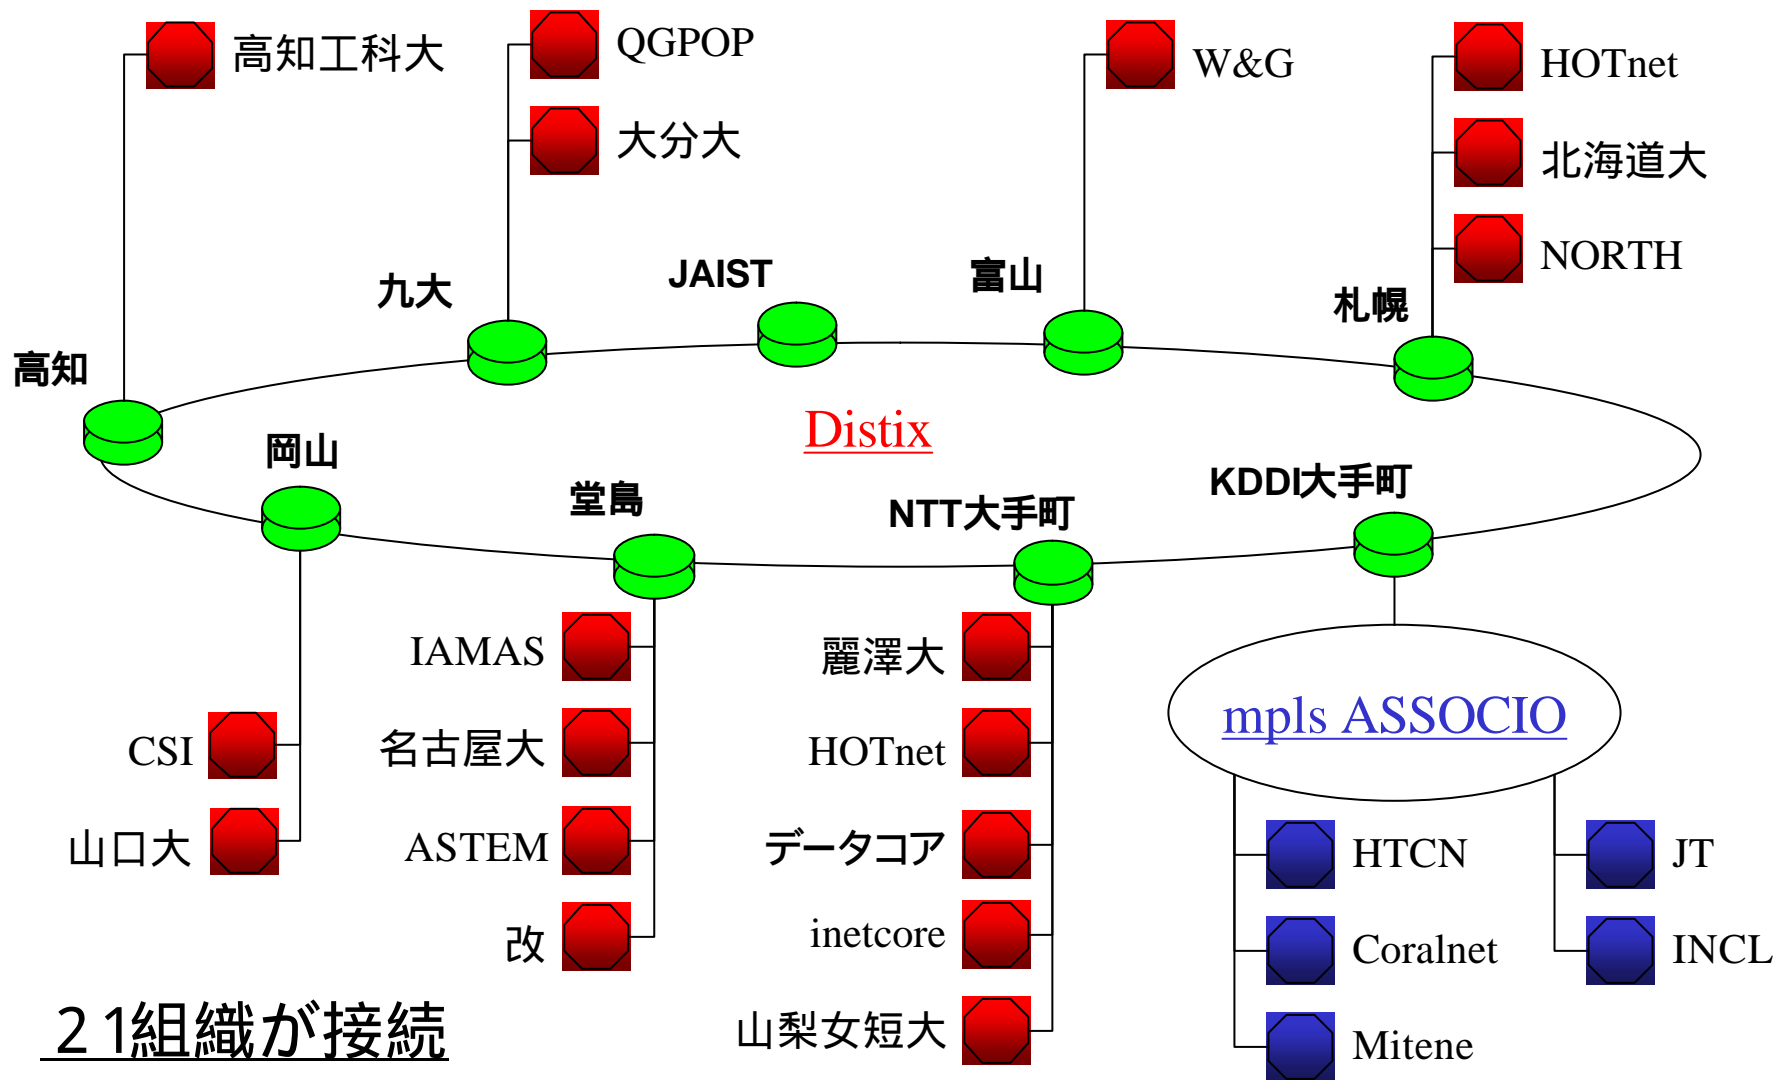 高知工科大
QGPOP
大分大
W&G
HOTnet
北海道大
NORTH
高知
九大
JAIST
富山
札幌
Distix
岡山
堂島
NTT大手町
KDDI大手町
CSI
山口大
IAMAS
名古屋大
ASTEM
改
麗澤大
HOTnet
データコア
inetcore
山梨女短大
mpls ASSOCIO
HTCN
Coralnet
Mitene
JT
INCL
21組織が接続